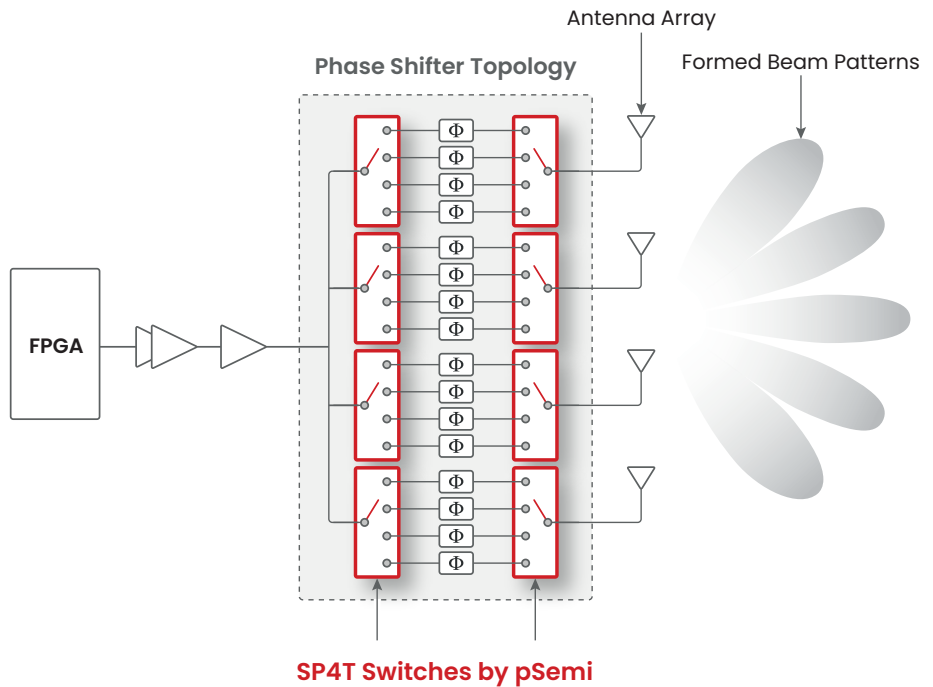 Antenna Array
Phase Shifter Topology
Formed Beam Patterns
Φ
Φ
Φ
Φ
Φ
Φ
Φ
Φ
FPGA
Φ
Φ
Φ
Φ
Φ
Φ
Φ
Φ
SP4T Switches by pSemi